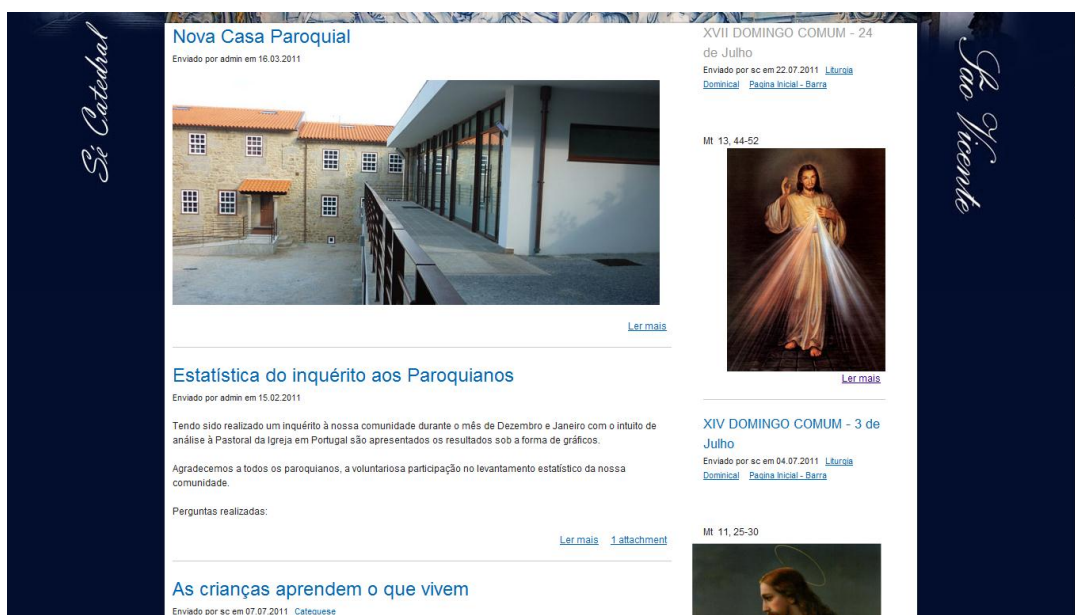 Sé Catedral
Nova Casa Paroquial
Enviado por admin em 16.03.2011
Ler mais
Estatística do inquérito aos Paroquianos
Enviado por admin em 15.02.2011
Tendo sido realizado um inquérito à nossa comunidade durante o mês de Dezembro e Janeiro com o intuito de
análise à Pastoral da Igreja em Portugal são apresentados os resultados sob a forma de gráficos.
Agradecemos a todos os paroquianos, a voluntariosa participação no levantamento estatístico da nossa
comunidade.
Perguntas realizadas:
Ler mais 1 attachment
As crianças aprendem o que vivem
Enviado por sc em 07.07.2011 Catequese
XVII DOMINGO COMUM - 24
de Julho
Enviado por sc em 22.07.2011 Liturgia
Dominical Pagina Inicial - Barra
Mt 13, 44-52
Ler mais
XIV DOMINGO COMUM - 3 de
Julho
Enviado por sc em 04.07.2011 Liturgia
Dominical Pagina Inicial - Barra
Mt 11, 25-30
São Vicente